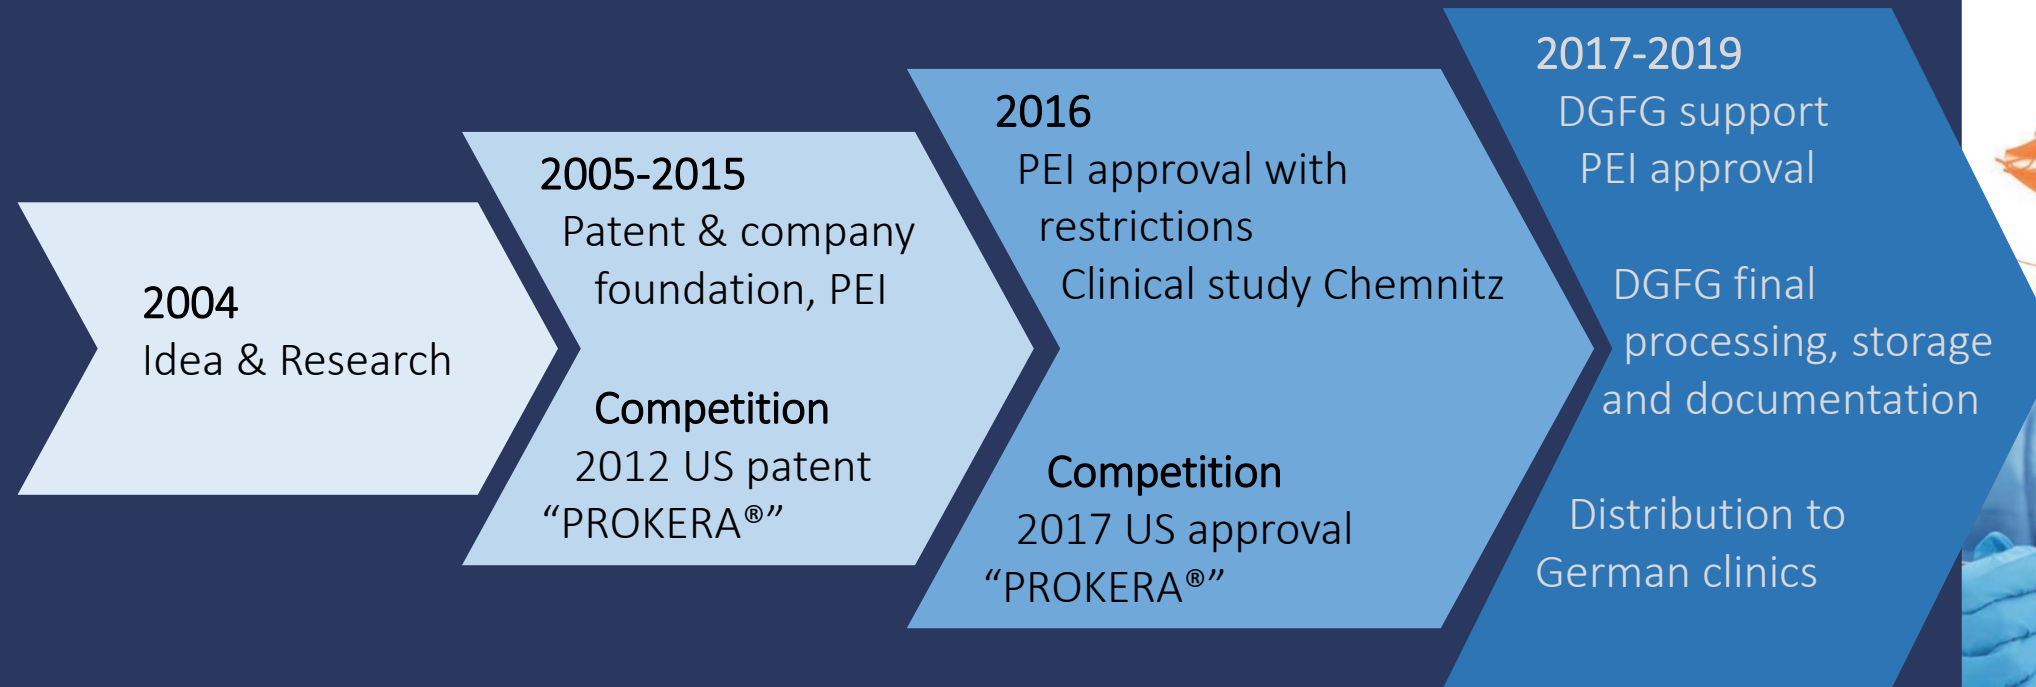 2004
Idea & Research
2005-2015
Patent & company
foundation, PEI
Competition
2012 US patent
“PROKERA®”
2016
PEI approval with
restrictions
Clinical study Chemnitz
Competition
2017 US approval
“PROKERA®”
2017-2019
DGFG support
PEI approval
DGFG final
processing, storage
and documentation
Distribution to
German clinics